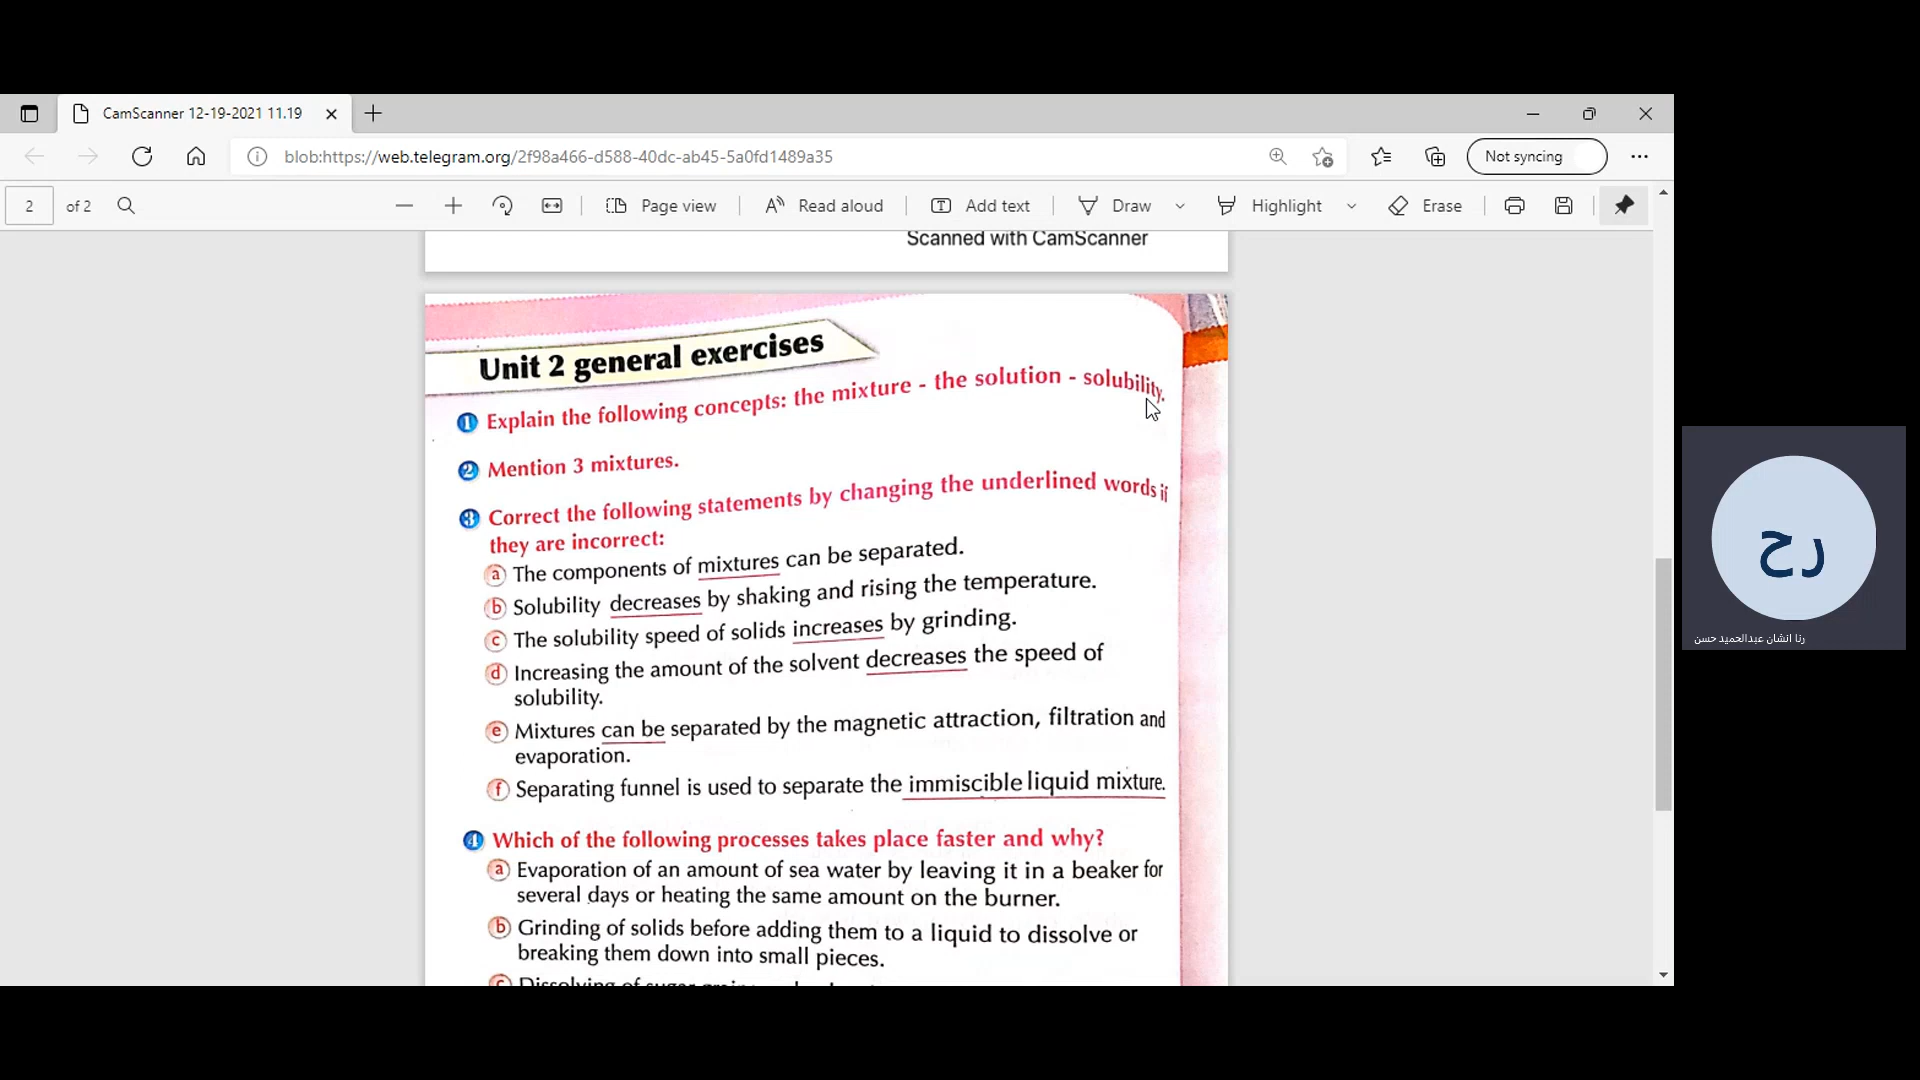 CamScanner 12-19-2021 11.19
blob:https://web.telegram.org/2f98a466-d588-40dc-ab45-5a0fd1489a35
Not syncing
2 of 2
Page view
Read aloud
Add text
Draw
Highlight
Erase
Scanned with CamScanner
Unit 2 general exercises
1 Explain the following concepts: the mixture - the solution - solubility.
2 Mention 3 mixtures.
3 Correct the following statements by changing the underlined words if
they are incorrect:
a The components of mixtures can be separated.
b Solubility decreases by shaking and rising the temperature.
c The solubility speed of solids increases by grinding.
d Increasing the amount of the solvent decreases the speed of
solubility.
e Mixtures can be separated by the magnetic attraction, filtration and
evaporation.
f Separating funnel is used to separate the immiscible liquid mixture.
4 Which of the following processes takes place faster and why?
a Evaporation of an amount of sea water by leaving it in a beaker for
several days or heating the same amount on the burner.
b Grinding of solids before adding them to a liquid to dissolve or
breaking them down into small pieces.
c Dissolving of sugar
رح
رنا انشان عبدالحميد حسن